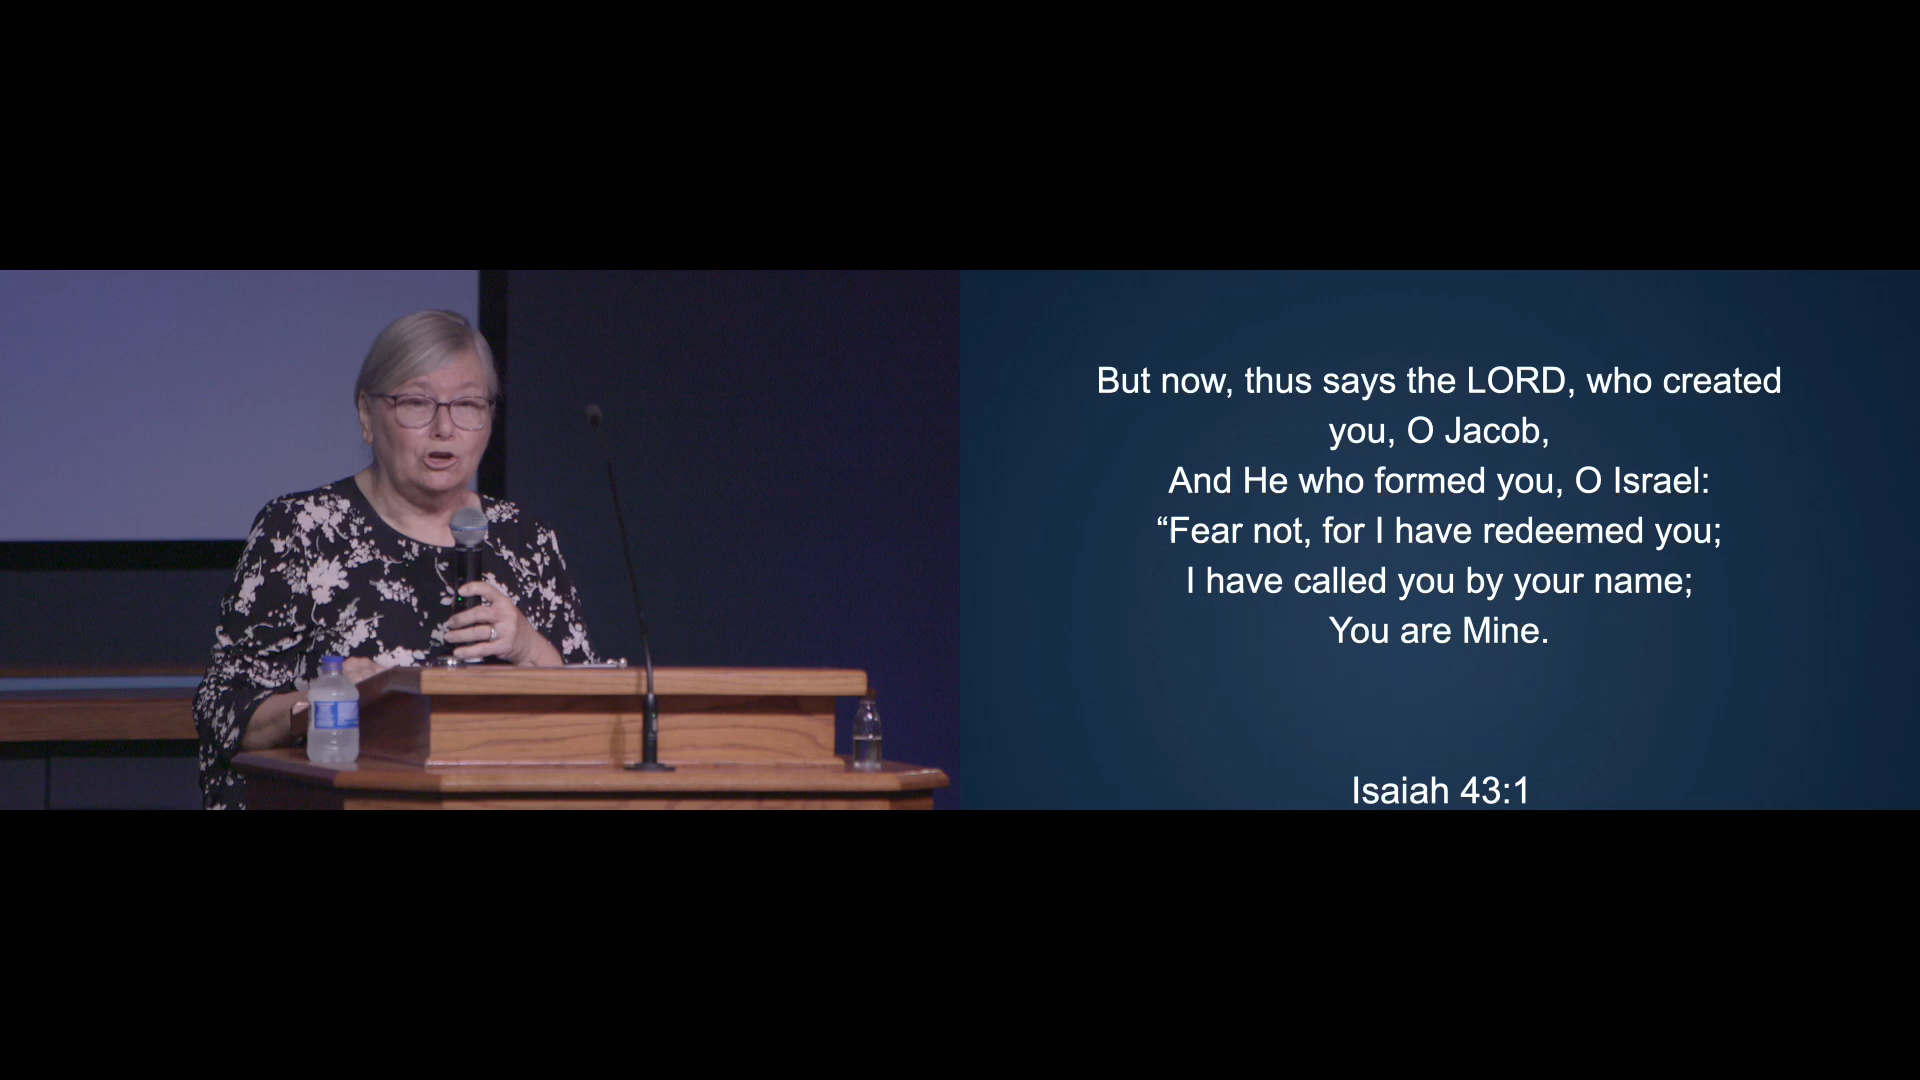 But now, thus says the LORD, who created
you, O Jacob,
And He who formed you, O Israel:
“Fear not, for I have redeemed you;
I have called you by your name;
You are Mine.
Isaiah 43:1